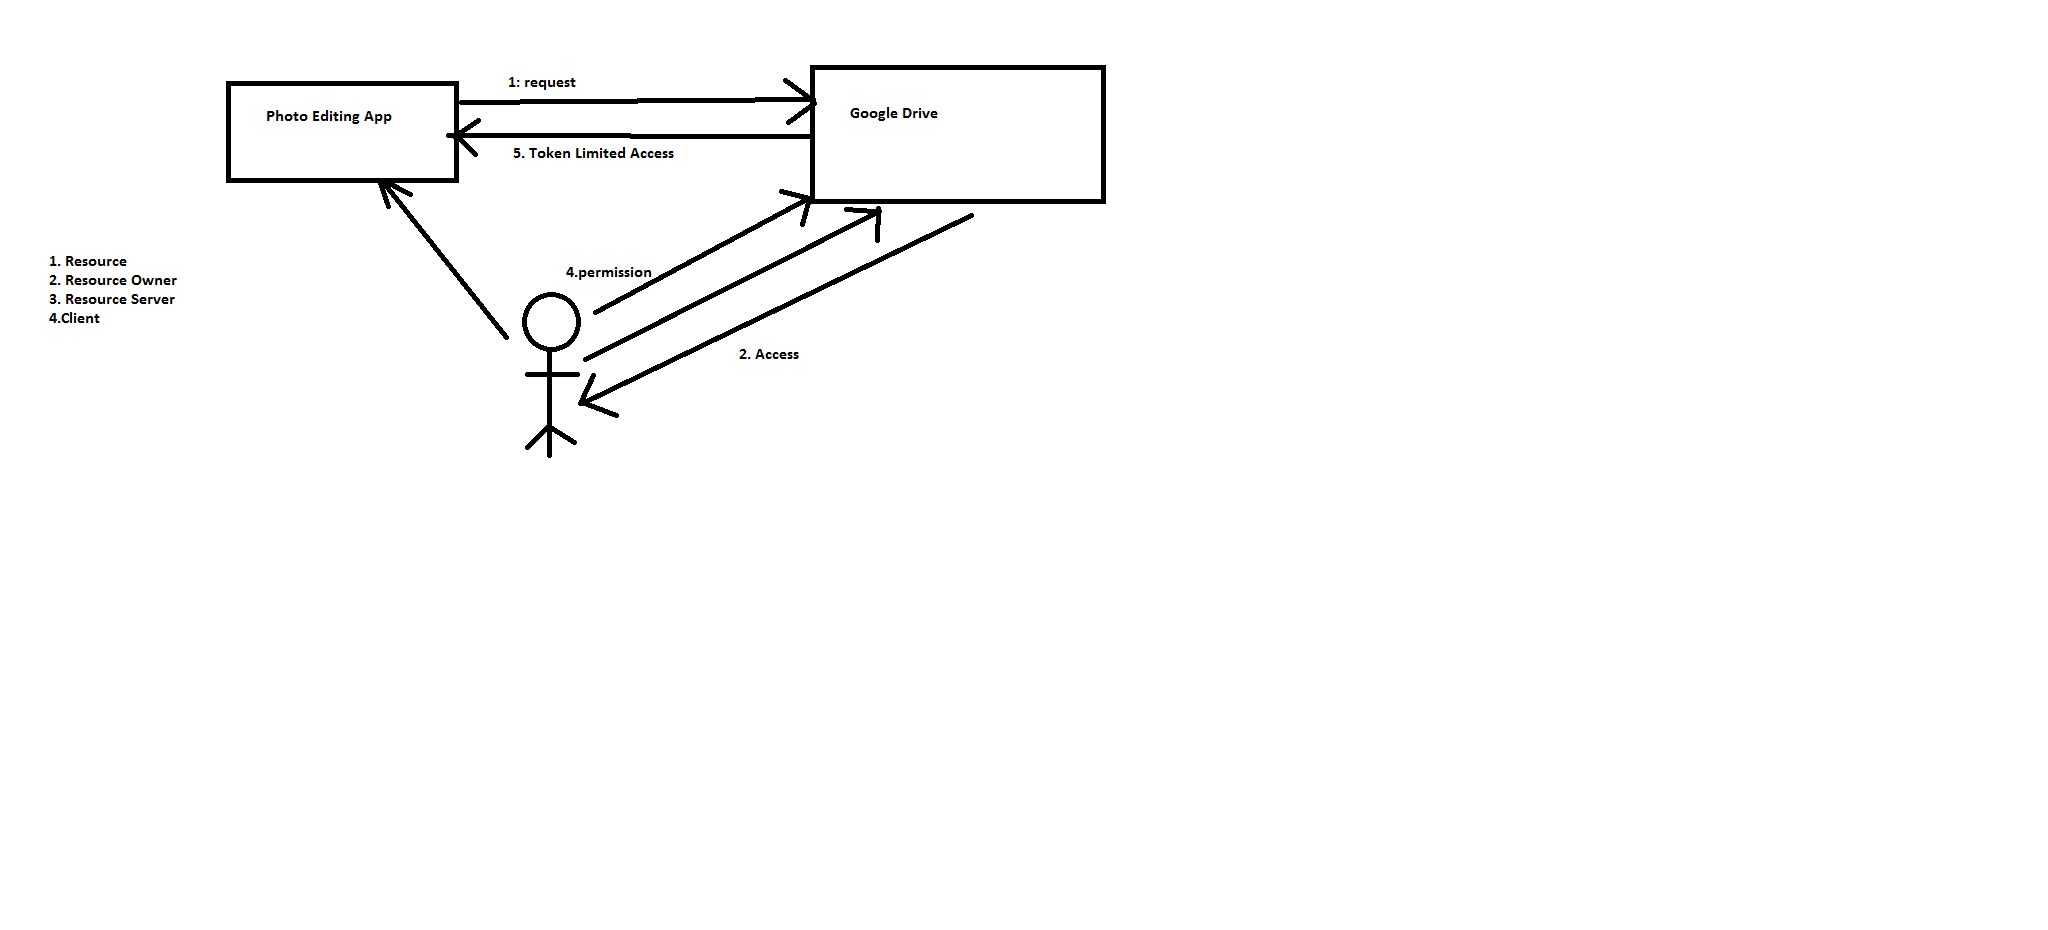 1: request
Photo Editing App
Google Drive
5. Token Limited Access
1. Resource
2. Resource Owner
3. Resource Server
4.Client
4.permission
2. Access